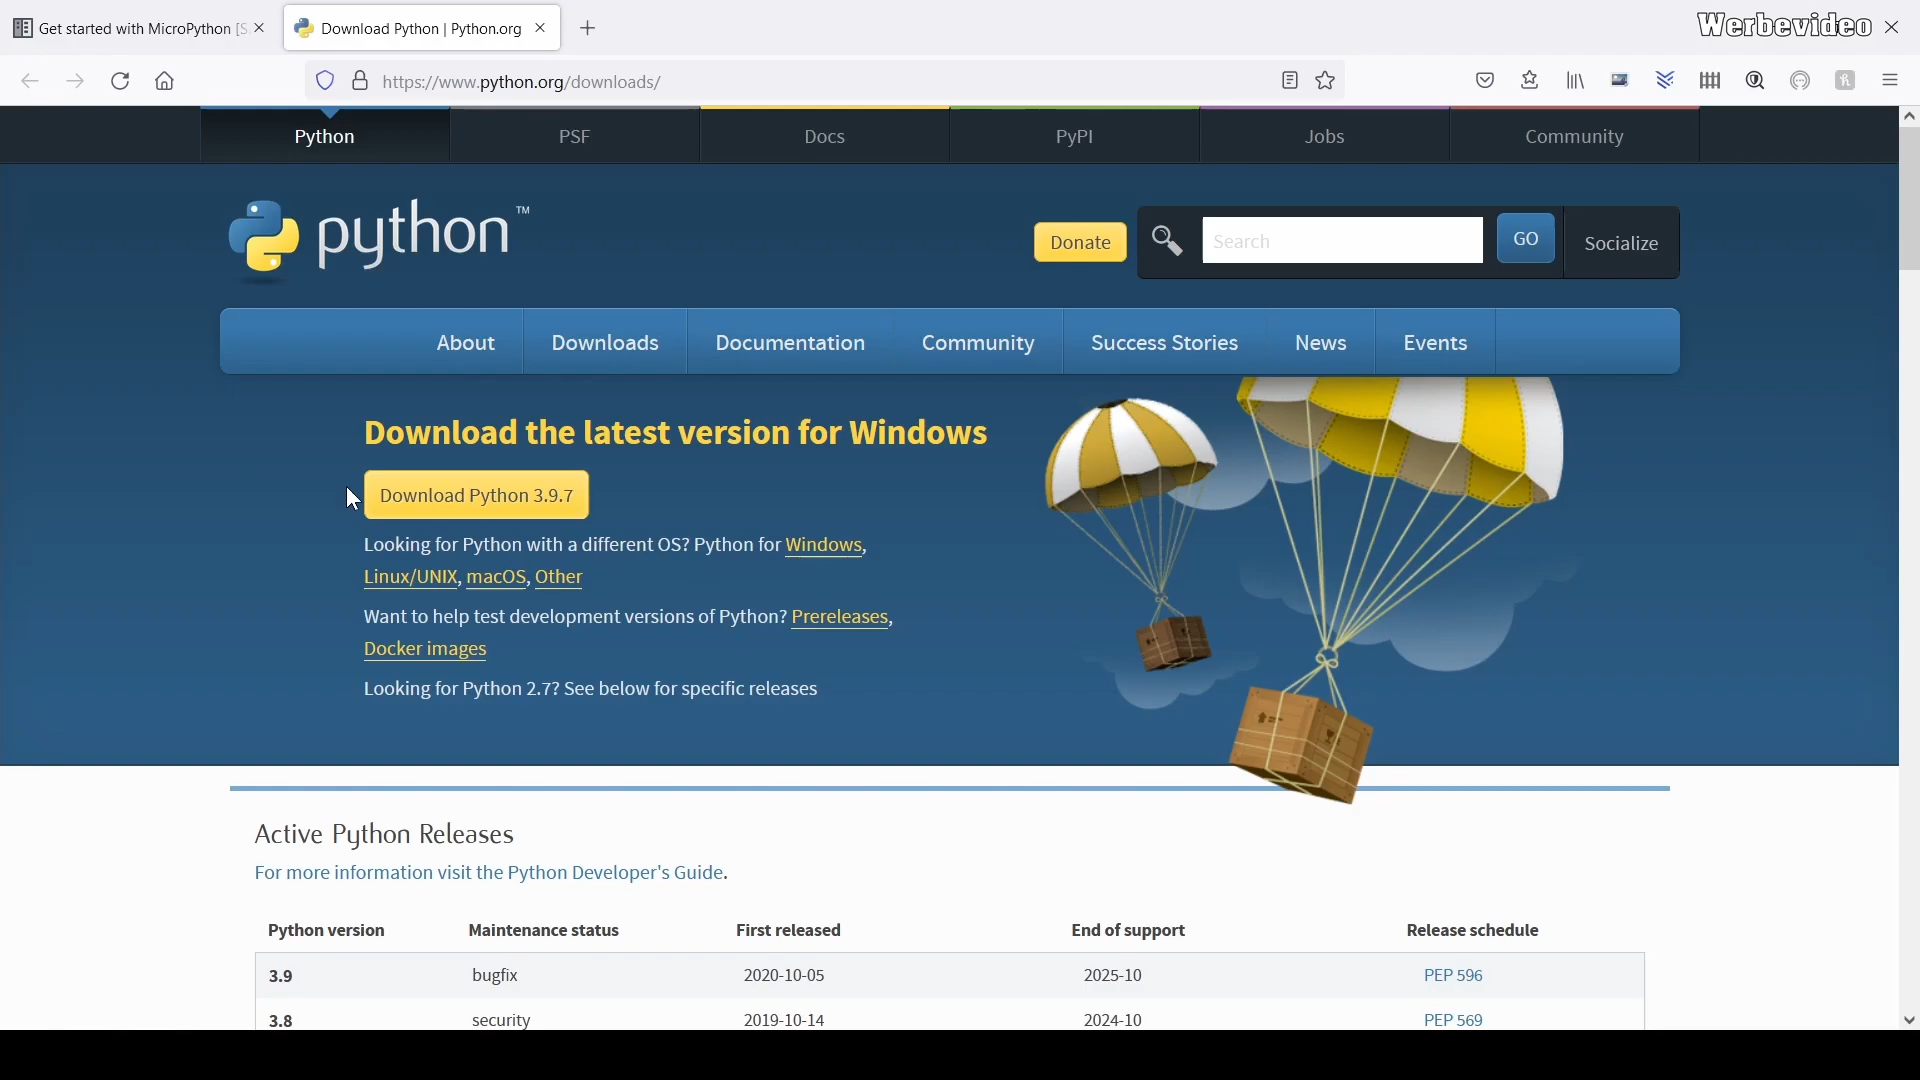 Get started with MicroPython [S
Download Python | Python.org
Werbevideo
https://www.python.org/downloads/
Python
PSF
Docs
PyPI
Jobs
Community
python™
Donate
Search
GO
Socialize
About
Downloads
Documentation
Community
Success Stories
News
Events
Download the latest version for Windows
Download Python 3.9.7
Looking for Python with a different OS? Python for Windows,
Linux/UNIX, macOS, Other
Want to help test development versions of Python? Prereleases,
Docker images
Looking for Python 2.7? See below for specific releases
Active Python Releases
For more information visit the Python Developer's Guide.
Python version Maintenance status First released End of support Release schedule
3.9 bugfix 2020-10-05 2025-10 PEP 596
3.8 security 2019-10-14 2024-10 PEP 569